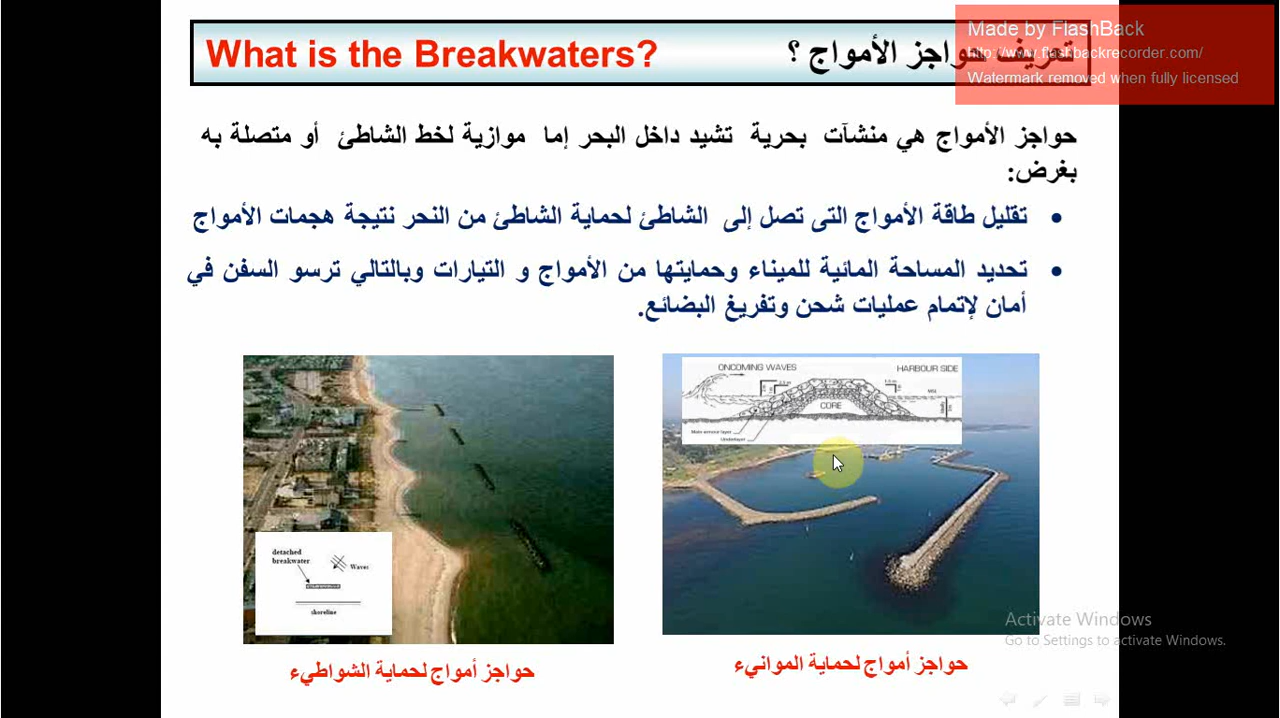 What is the Breakwaters?
تعريف حواجز الأمواج ؟
Made by FlashBack
http://www.flashbackrecorder.com/
Watermark removed when fully licensed
حواجز الأمواج هي منشآت بحرية تشيد داخل البحر إما موازية لخط الشاطئ أو متصلة به
بغرض:
• تقليل طاقة الأمواج التى تصل إلى الشاطئ لحماية الشاطئ من النحر نتيجة هجمات الأمواج
• تحديد المساحة المائية للميناء وحمايتها من الأمواج و التيارات وبالتالي ترسو السفن في
أمان لإتمام عمليات شحن وتفريغ البضائع.
ONCOMING WAVES
HARBOUR SIDE
CORE
Main armour layer
Underlayer
detached
breakwater
Waves
shoreline
حواجز أمواج لحماية الموانيء
حواجز أمواج لحماية الشواطيء
Activate Windows
Go to Settings to activate Windows.